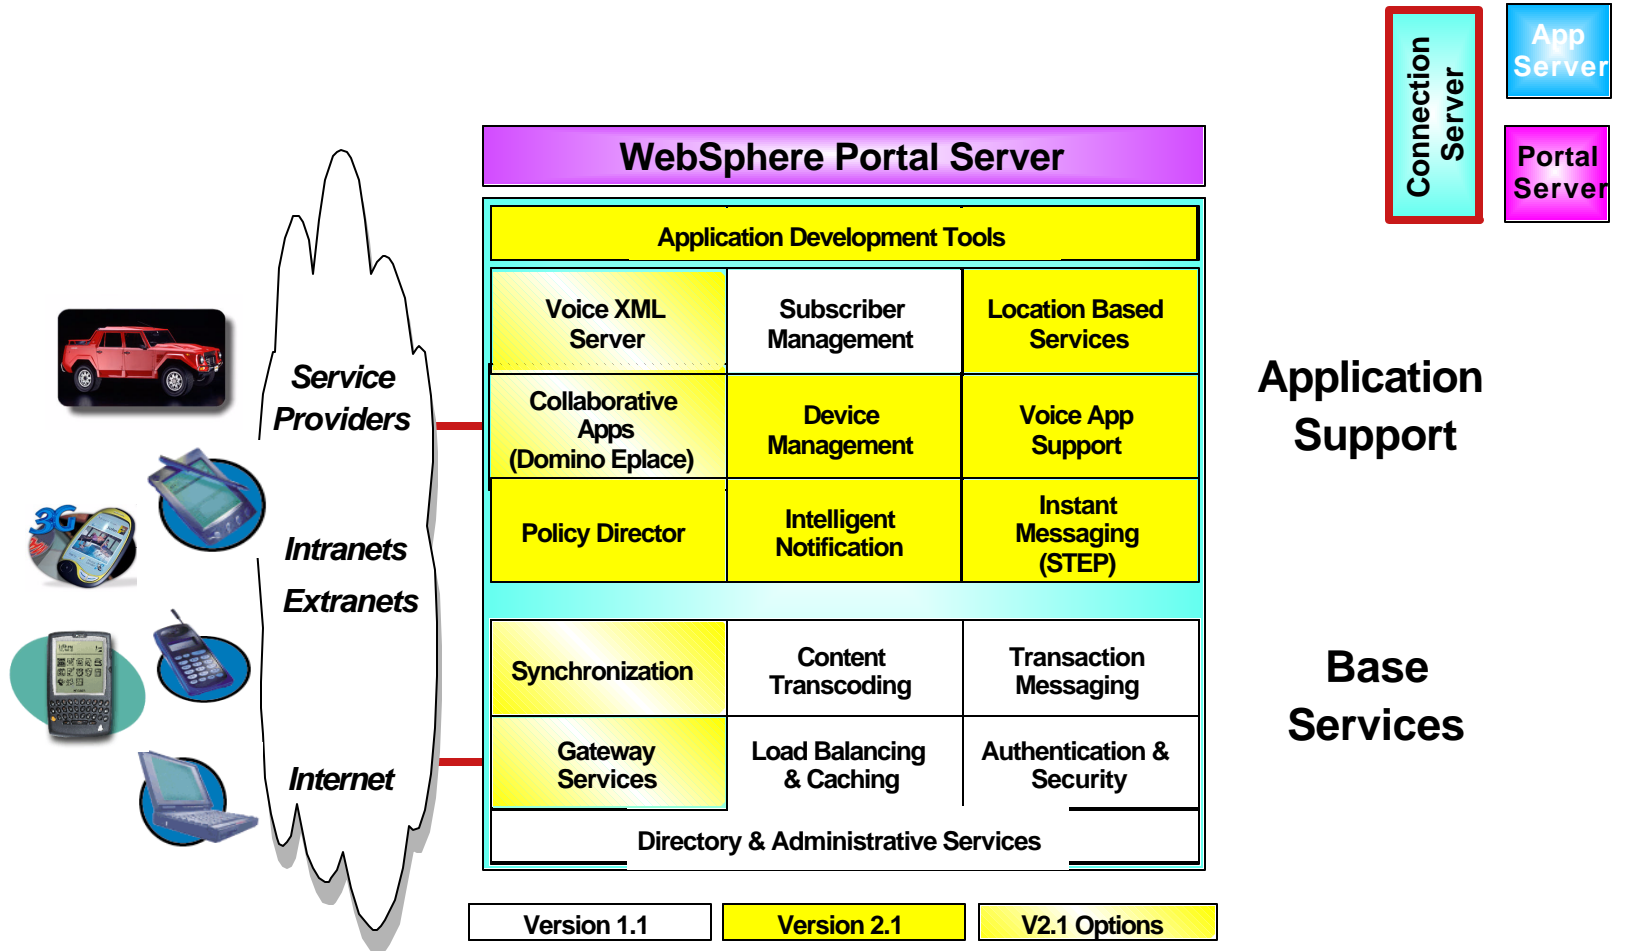 Connection
Server
App
Server
Portal
Server
WebSphere Portal Server
Application Development Tools
Voice XML
Server
Subscriber
Management
Location Based
Services
Collaborative
Apps
(Domino Eplace)
Device
Management
Voice App
Support
Policy Director
Intelligent
Notification
Instant
Messaging
(STEP)
Application
Support
Service
Providers
Intranets
Extranets
Internet
3G
Synchronization
Content
Transcoding
Transaction
Messaging
Gateway
Services
Load Balancing
& Caching
Authentication &
Security
Directory & Administrative Services
Base
Services
Version 1.1
Version 2.1
V2.1 Options